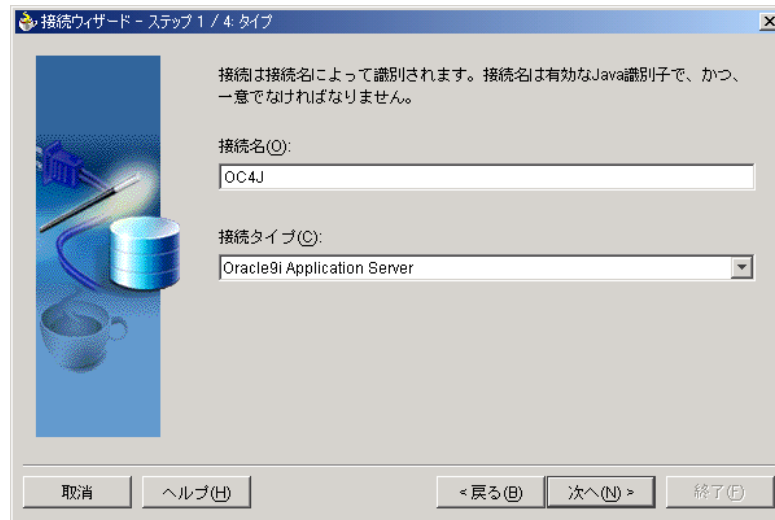 接続ウィザード - ステップ 1 / 4: タイプ
接続は接続名によって識別されます。接続名は有効なJava識別子で、かつ、
一意でなければなりません。
接続名(O):
OC4J
接続タイプ(C):
Oracle9i Application Server
取消
ヘルプ(H)
< 戻る(B)
次へ(N) >
終了(F)